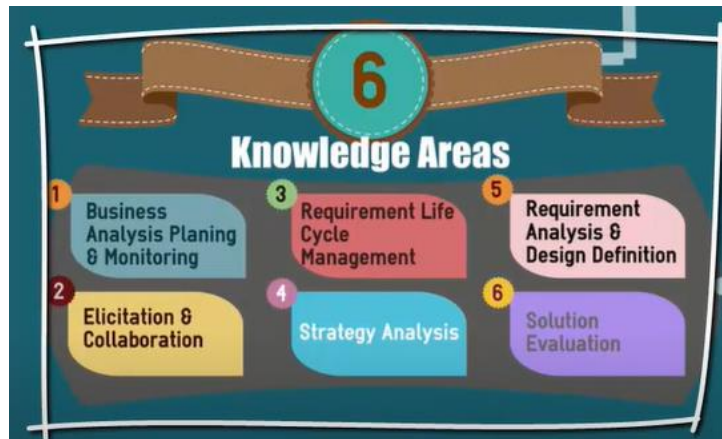 6
Knowledge Areas
1
Business
Analysis Planing
& Monitoring
2
Elicitation &
Collaboration
3
Requirement Life
Cycle
Management
4
Strategy Analysis
5
Requirement
Analysis &
Design Definition
6
Solution
Evaluation